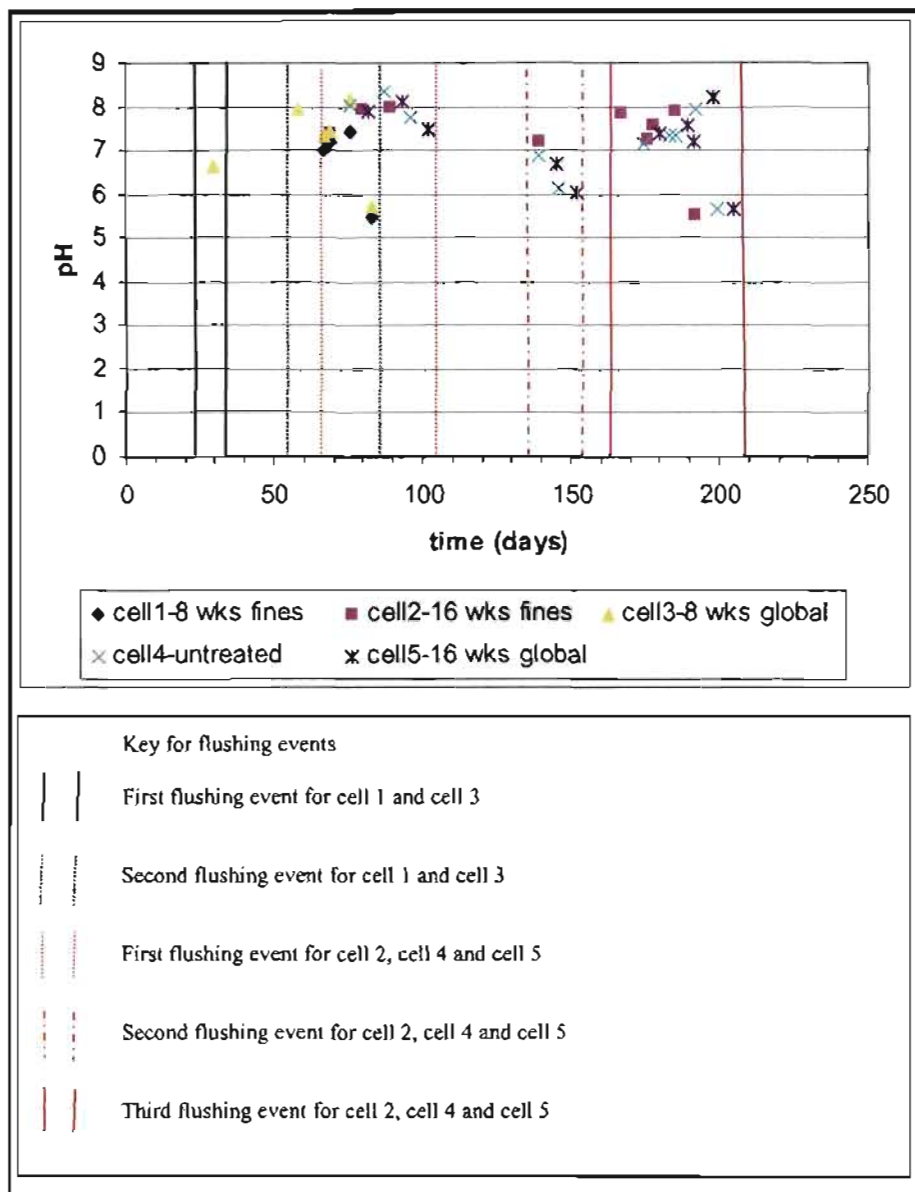 9
8
7
6
5
4
3
2
1
0
pH
0 50 100 150 200 250
time (days)
cell1-8 wks fines cell2-16 wks fines cell3-8 wks global
cell4-untreated cell5-16 wks global
Key for flushing events
First flushing event for cell 1 and cell 3
Second flushing event for cell 1 and cell 3
First flushing event for cell 2, cell 4 and cell 5
Second flushing event for cell 2, cell 4 and cell 5
Third flushing event for cell 2, cell 4 and cell 5